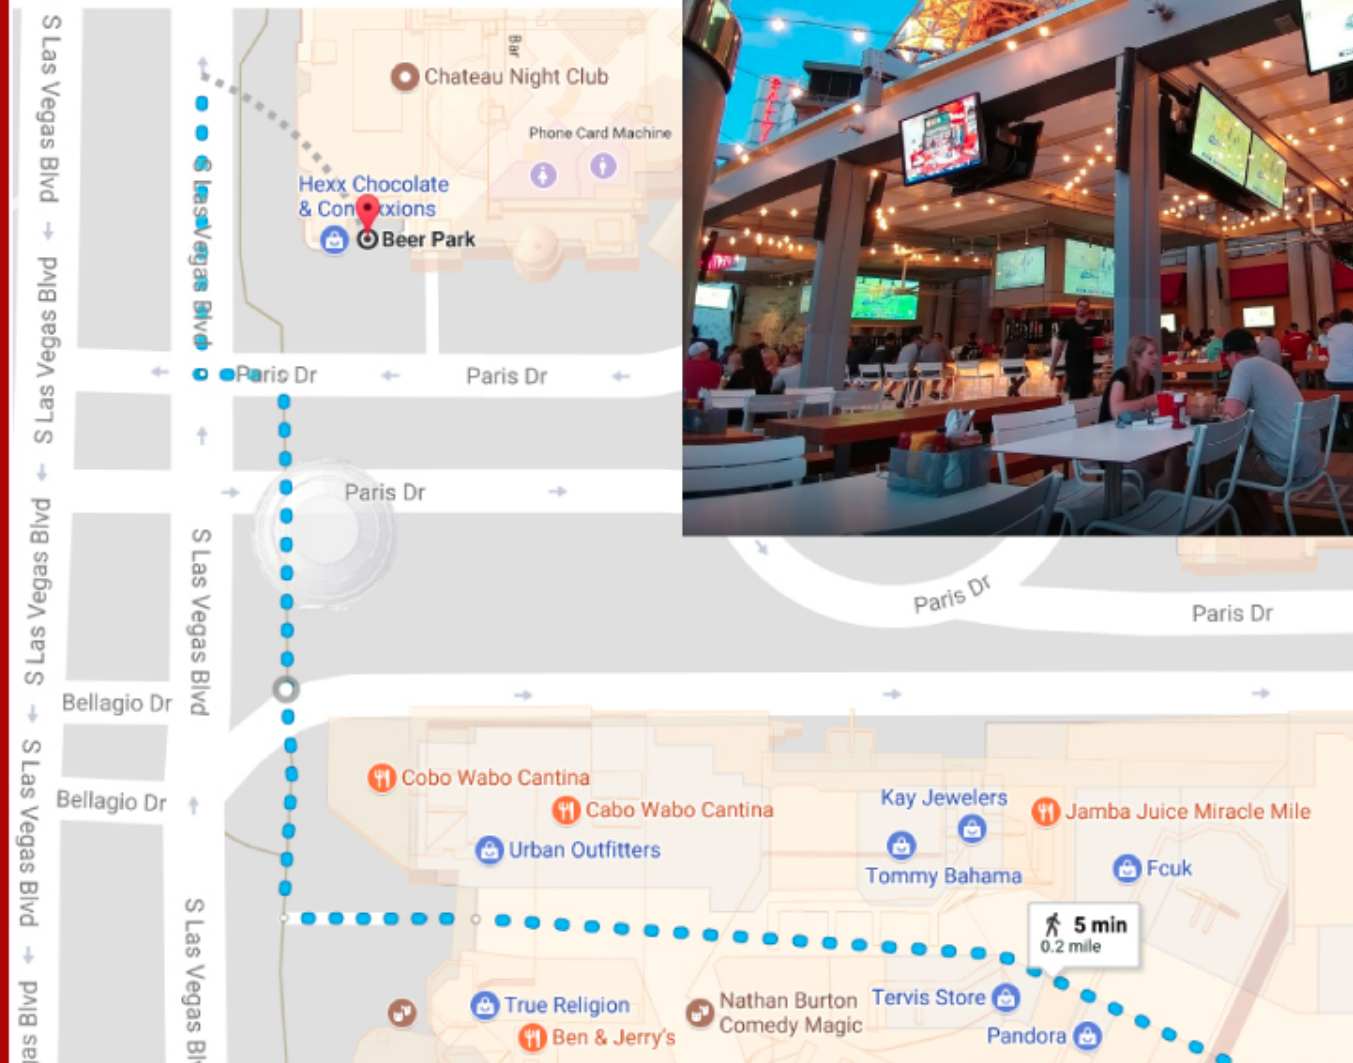 S Las Vegas Blvd
S Las Vegas Blvd
S Las Vegas Blvd
S Las Vegas Blvd
Bar
Chateau Night Club
Phone Card Machine
S Las Vegas Blvd
Hexx Chocolate
& Con xxions
Beer Park
Paris Dr
Paris Dr
Paris Dr
Paris Dr
Paris Dr
S Las Vegas Blvd
Bellagio Dr
Bellagio Dr
Cobo Wabo Cantina
Cabo Wabo Cantina
Urban Outfitters
Kay Jewelers
Tommy Bahama
Jamba Juice Miracle Mile
Fcuk
5 min
0.2 mile
S Las Vegas Blv
as Blvd
True Religion
Ben & Jerry's
Nathan Burton
Comedy Magic
Tervis Store
Pandora